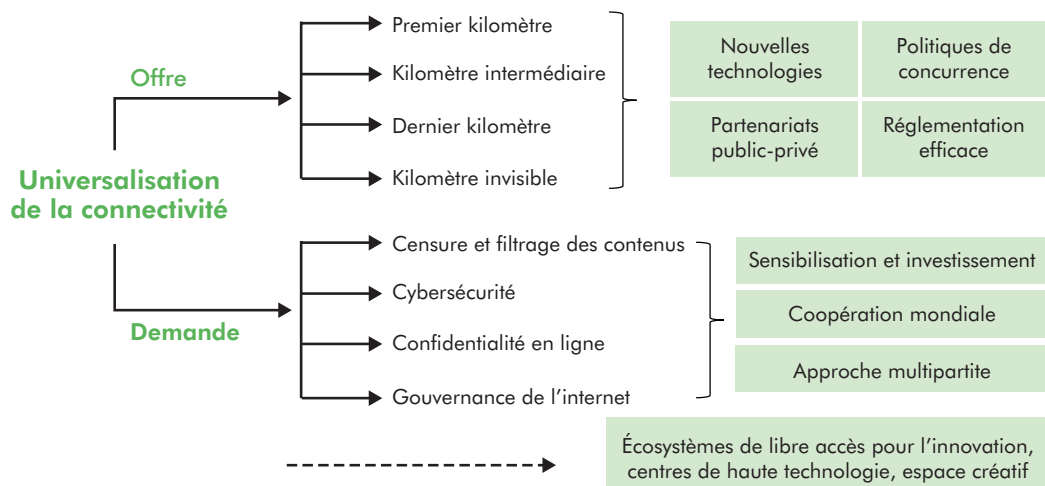 Universalisation
de la connectivité
Offre
Premier kilomètre
Kilomètre intermédiaire
Dernier kilomètre
Kilomètre invisible
Nouvelles
technologies
Politiques de
concurrence
Partenariats
public-privé
Réglementation
efficace
Demande
Censure et filtrage des contenus
Cybersécurité
Confidentialité en ligne
Gouvernance de l’internet
Sensibilisation et investissement
Coopération mondiale
Approche multipartite
Écosystèmes de libre accès pour l’innovation,
centres de haute technologie, espace créatif